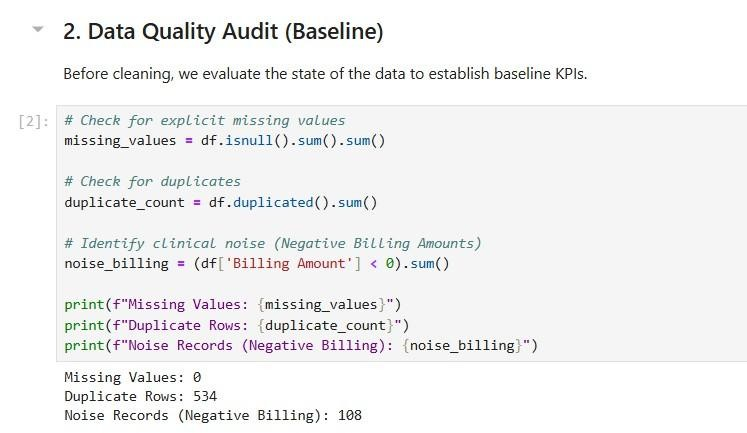 2. Data Quality Audit (Baseline)
Before cleaning, we evaluate the state of the data to establish baseline KPIs.
[2]:
# Check for explicit missing values
missing_values = df.isnull().sum().sum()
# Check for duplicates
duplicate_count = df.duplicated().sum()
# Identify clinical noise (Negative Billing Amounts)
noise_billing = (df['Billing Amount'] < 0).sum()
print(f"Missing Values: {missing_values}")
print(f"Duplicate Rows: {duplicate_count}")
print(f"Noise Records (Negative Billing): {noise_billing}")
Missing Values: 0
Duplicate Rows: 534
Noise Records (Negative Billing): 108